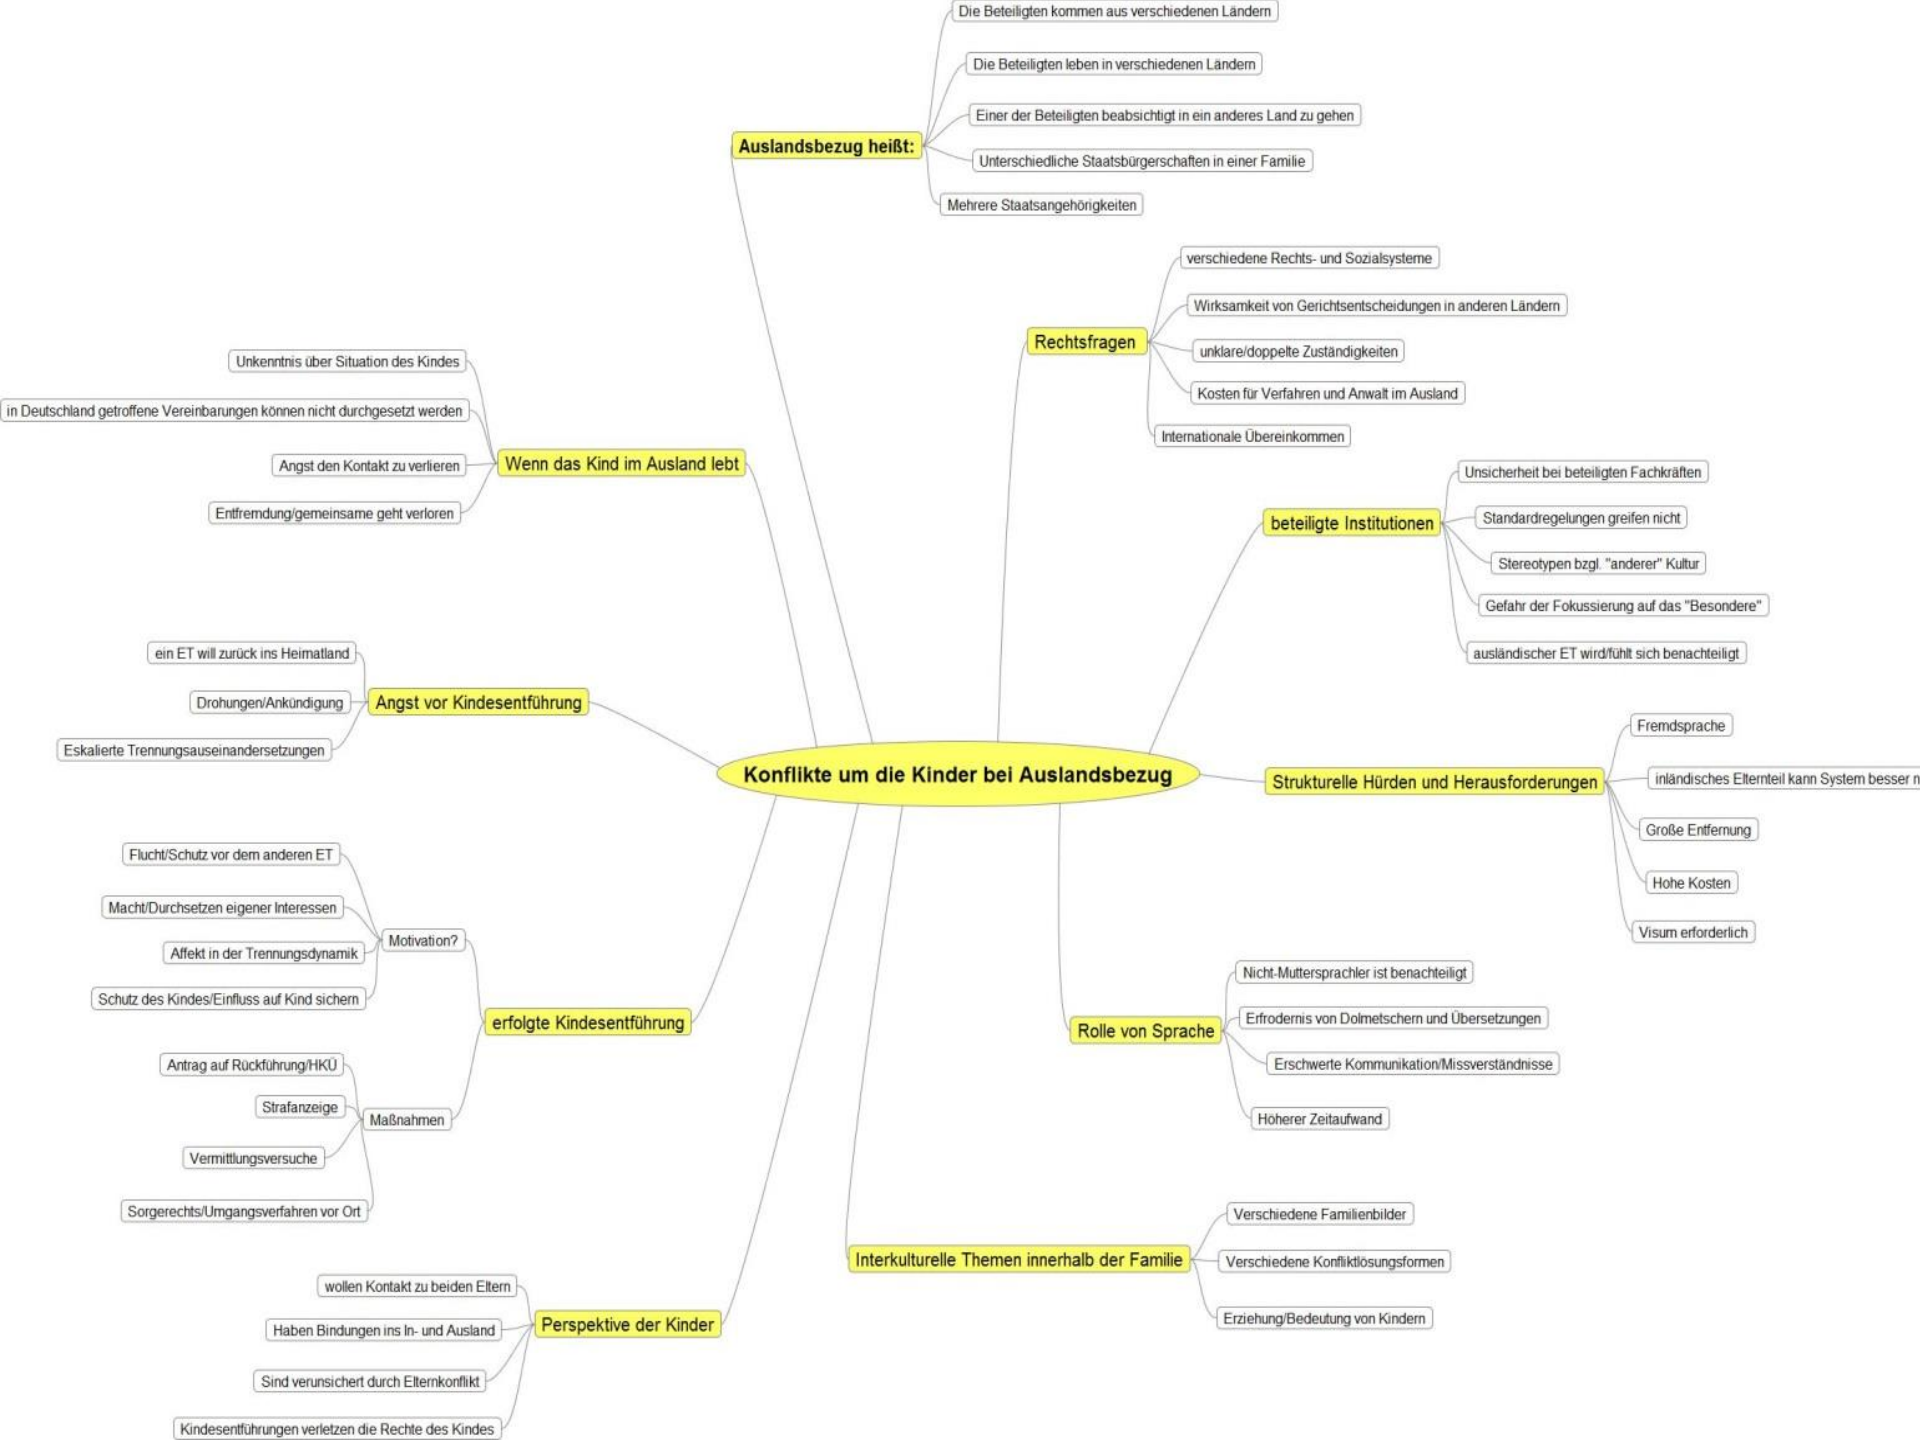 Konflikte um die Kinder bei Auslandsbezug
Auslandsbezug heißt:
Die Beteiligten kommen aus verschiedenen Ländern
Die Beteiligten leben in verschiedenen Ländern
Einer der Beteiligten beabsichtigt in ein anderes Land zu gehen
Unterschiedliche Staatsbürgerschaften in einer Familie
Mehrere Staatsangehörigkeiten
Rechtsfragen
verschiedene Rechts- und Sozialsysteme
Wirksamkeit von Gerichtsentscheidungen in anderen Ländern
unklare/doppelte Zuständigkeiten
Kosten für Verfahren und Anwalt im Ausland
Internationale Übereinkommen
beteiligte Institutionen
Unsicherheit bei beteiligten Fachkräften
Standardregelungen greifen nicht
Stereotypen bzgl. "anderer" Kultur
Gefahr der Fokussierung auf das "Besondere"
ausländischer ET wird/fühlt sich benachteiligt
Strukturelle Hürden und Herausforderungen
Fremdsprache
inländisches Elternteil kann System besser n
Große Entfernung
Hohe Kosten
Visum erforderlich
Rolle von Sprache
Nicht-Muttersprachler ist benachteiligt
Erfrodernis von Dolmetschern und Übersetzungen
Erschwerte Kommunikation/Missverständnisse
Höherer Zeitaufwand
Interkulturelle Themen innerhalb der Familie
Verschiedene Familienbilder
Verschiedene Konfliktlösungsformen
Erziehung/Bedeutung von Kindern
Wenn das Kind im Ausland lebt
Unkenntnis über Situation des Kindes
in Deutschland getroffene Vereinbarungen können nicht durchgesetzt werden
Angst den Kontakt zu verlieren
Entfremdung/gemeinsame geht verloren
Angst vor Kindesentführung
ein ET will zurück ins Heimatland
Drohungen/Ankündigung
Eskalierte Trennungsauseinandersetzungen
erfolgte Kindesentführung
Motivation?
Flucht/Schutz vor dem anderen ET
Macht/Durchsetzen eigener Interessen
Affekt in der Trennungsdynamik
Schutz des Kindes/Einfluss auf Kind sichern
Maßnahmen
Antrag auf Rückführung/HKÜ
Strafanzeige
Vermittlungsversuche
Sorgerechts/Umgangsverfahren vor Ort
Perspektive der Kinder
wollen Kontakt zu beiden Eltern
Haben Bindungen ins In- und Ausland
Sind verunsichert durch Elternkonflikt
Kindesentführungen verletzen die Rechte des Kindes